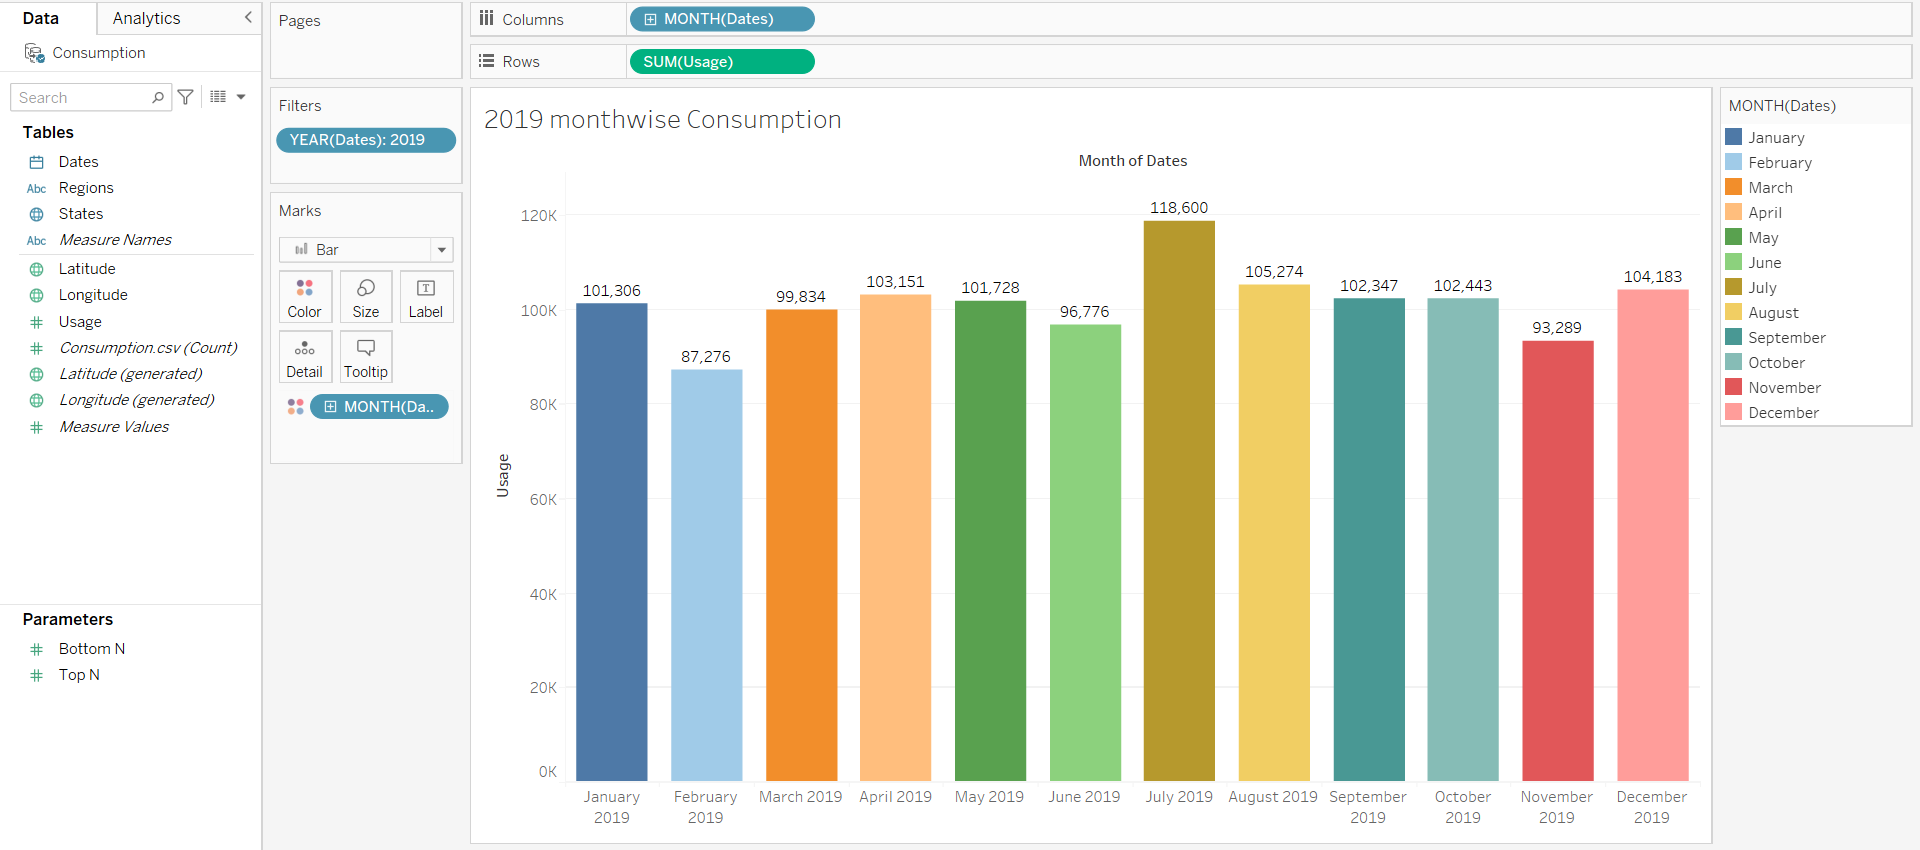 Data
Analytics
Consumption
Search
Tables
Dates
Abc Regions
States
Abc Measure Names
Latitude
Longitude
Usage
Consumption.csv (Count)
Latitude (generated)
Longitude (generated)
Measure Values
Parameters
Bottom N
Top N
Pages
Filters
YEAR(Dates): 2019
Marks
Bar
Color Size Label
Detail Tooltip
MONTH(Da..
Columns MONTH(Dates)
Rows SUM(Usage)
2019 monthwise Consumption
Month of Dates
Usage
120K
100K
80K
60K
40K
20K
0K
101,306
87,276
99,834
103,151
101,728
96,776
118,600
105,274
102,347
102,443
93,289
104,183
January
2019
February
2019
March 2019
April 2019
May 2019
June 2019
July 2019
August 2019
September
2019
October
2019
November
2019
December
2019
MONTH(Dates)
January
February
March
April
May
June
July
August
September
October
November
December